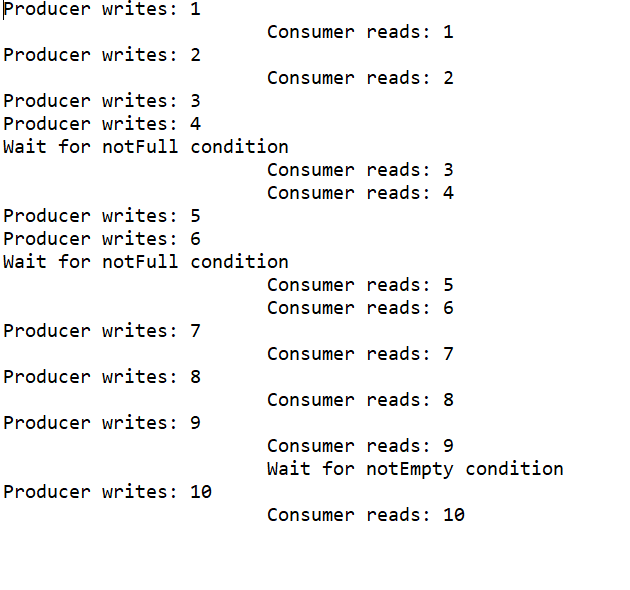 Producer writes: 1
Consumer reads: 1
Producer writes: 2
Consumer reads: 2
Producer writes: 3
Producer writes: 4
Wait for notFull condition
Consumer reads: 3
Consumer reads: 4
Producer writes: 5
Producer writes: 6
Wait for notFull condition
Consumer reads: 5
Consumer reads: 6
Producer writes: 7
Consumer reads: 7
Producer writes: 8
Consumer reads: 8
Producer writes: 9
Consumer reads: 9
Wait for notEmpty condition
Producer writes: 10
Consumer reads: 10